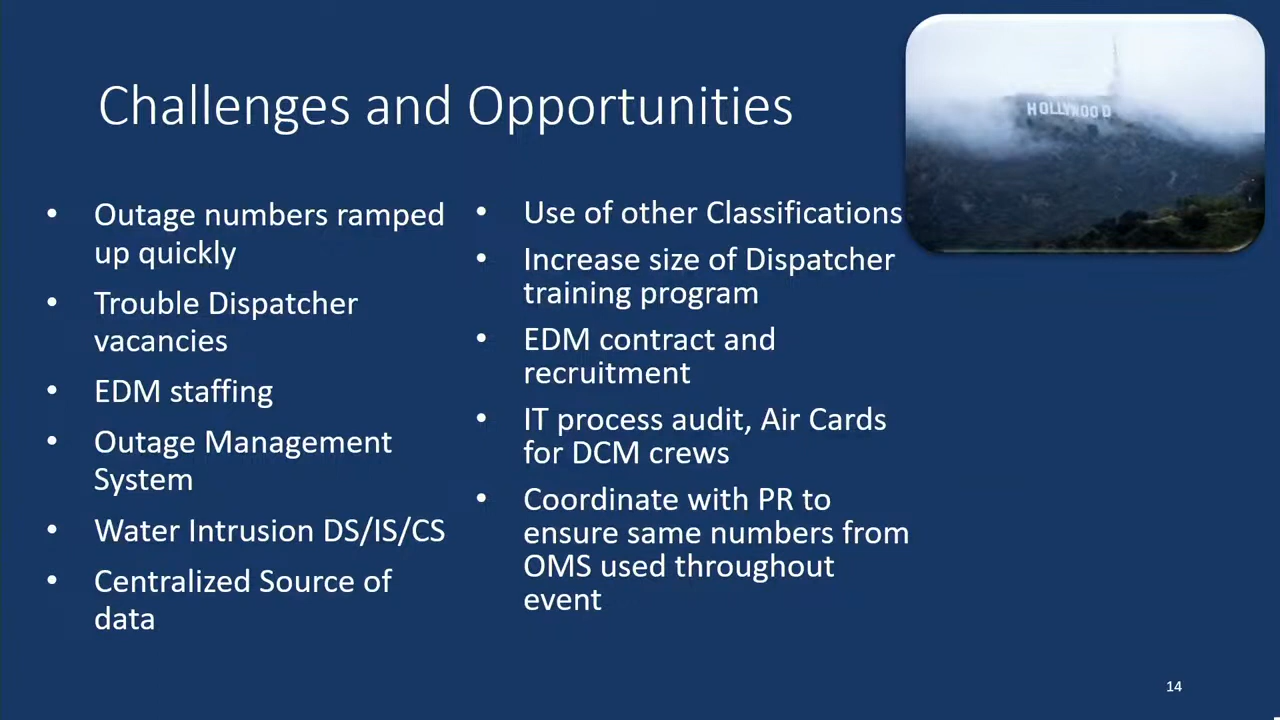 Challenges and Opportunities
HOLLYWOOD
• Outage numbers ramped
up quickly
• Trouble Dispatcher
vacancies
• EDM staffing
• Outage Management
System
• Water Intrusion DS/IS/CS
• Centralized Source of
data
• Use of other Classifications
• Increase size of Dispatcher
training program
• EDM contract and
recruitment
• IT process audit, Air Cards
for DCM crews
• Coordinate with PR to
ensure same numbers from
OMS used throughout
event
14